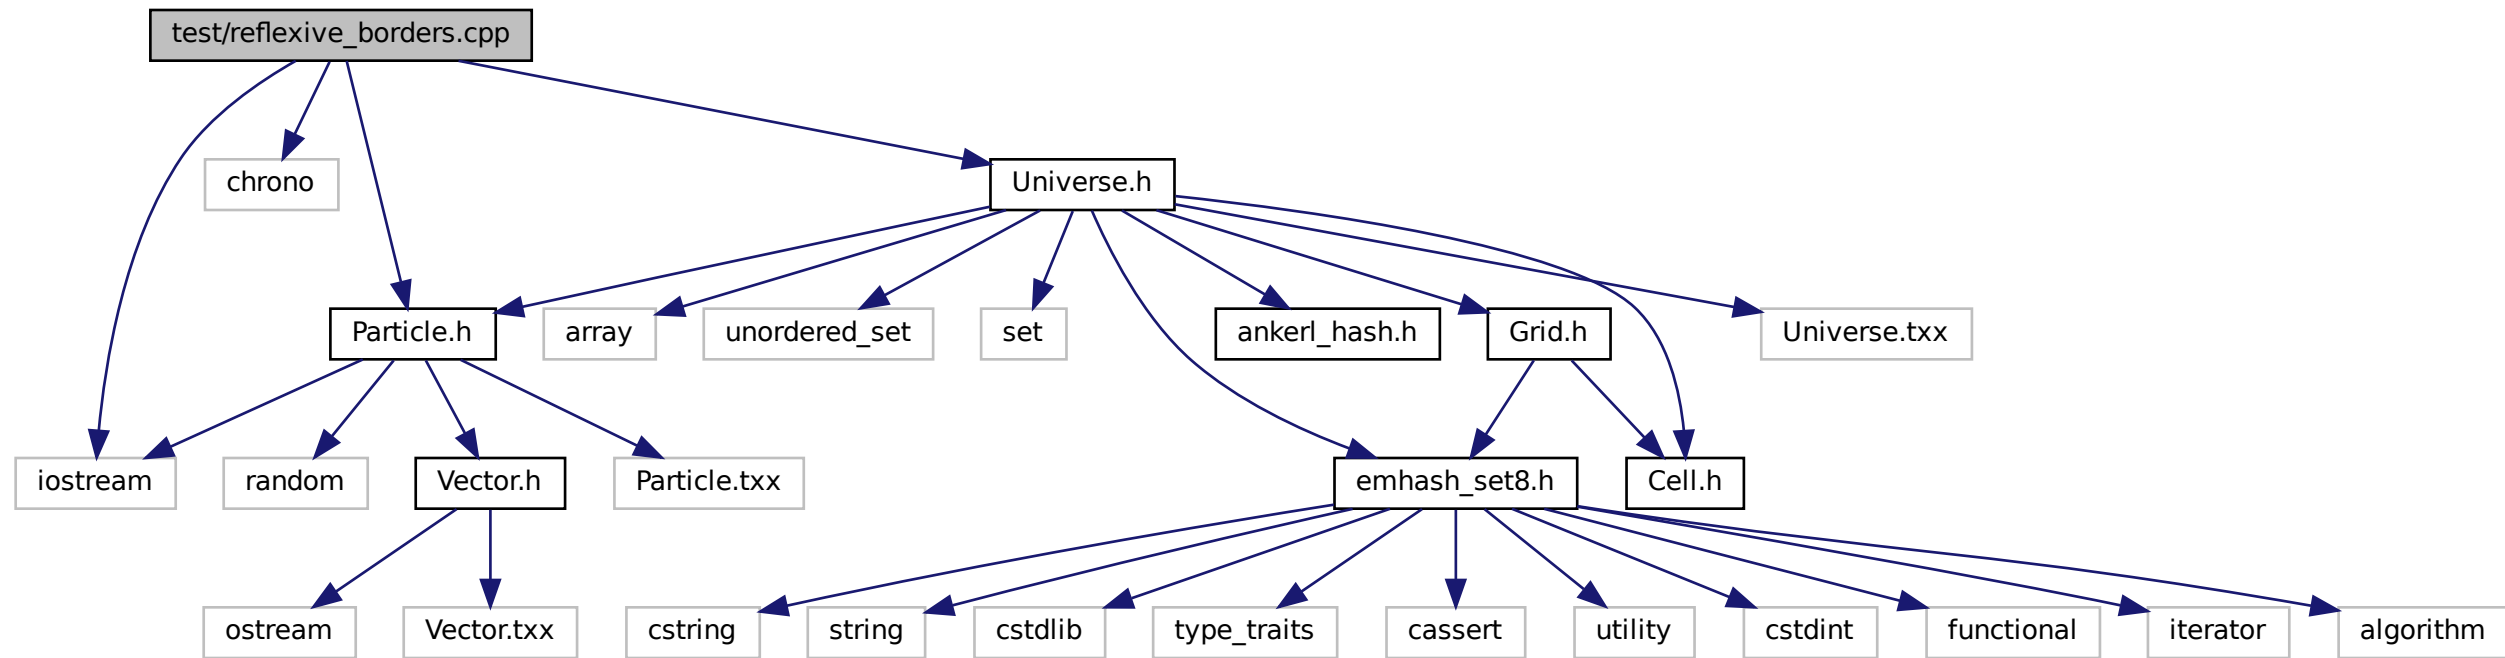 test/reflexive_borders.cpp
chrono
Universe.h
Particle.h
array
unordered_set
set
ankerl_hash.h
Grid.h
Universe.txx
iostream
random
Vector.h
Particle.txx
emhash_set8.h
Cell.h
ostream
Vector.txx
cstring
string
cstdlib
type_traits
cassert
utility
cstdint
functional
iterator
algorithm